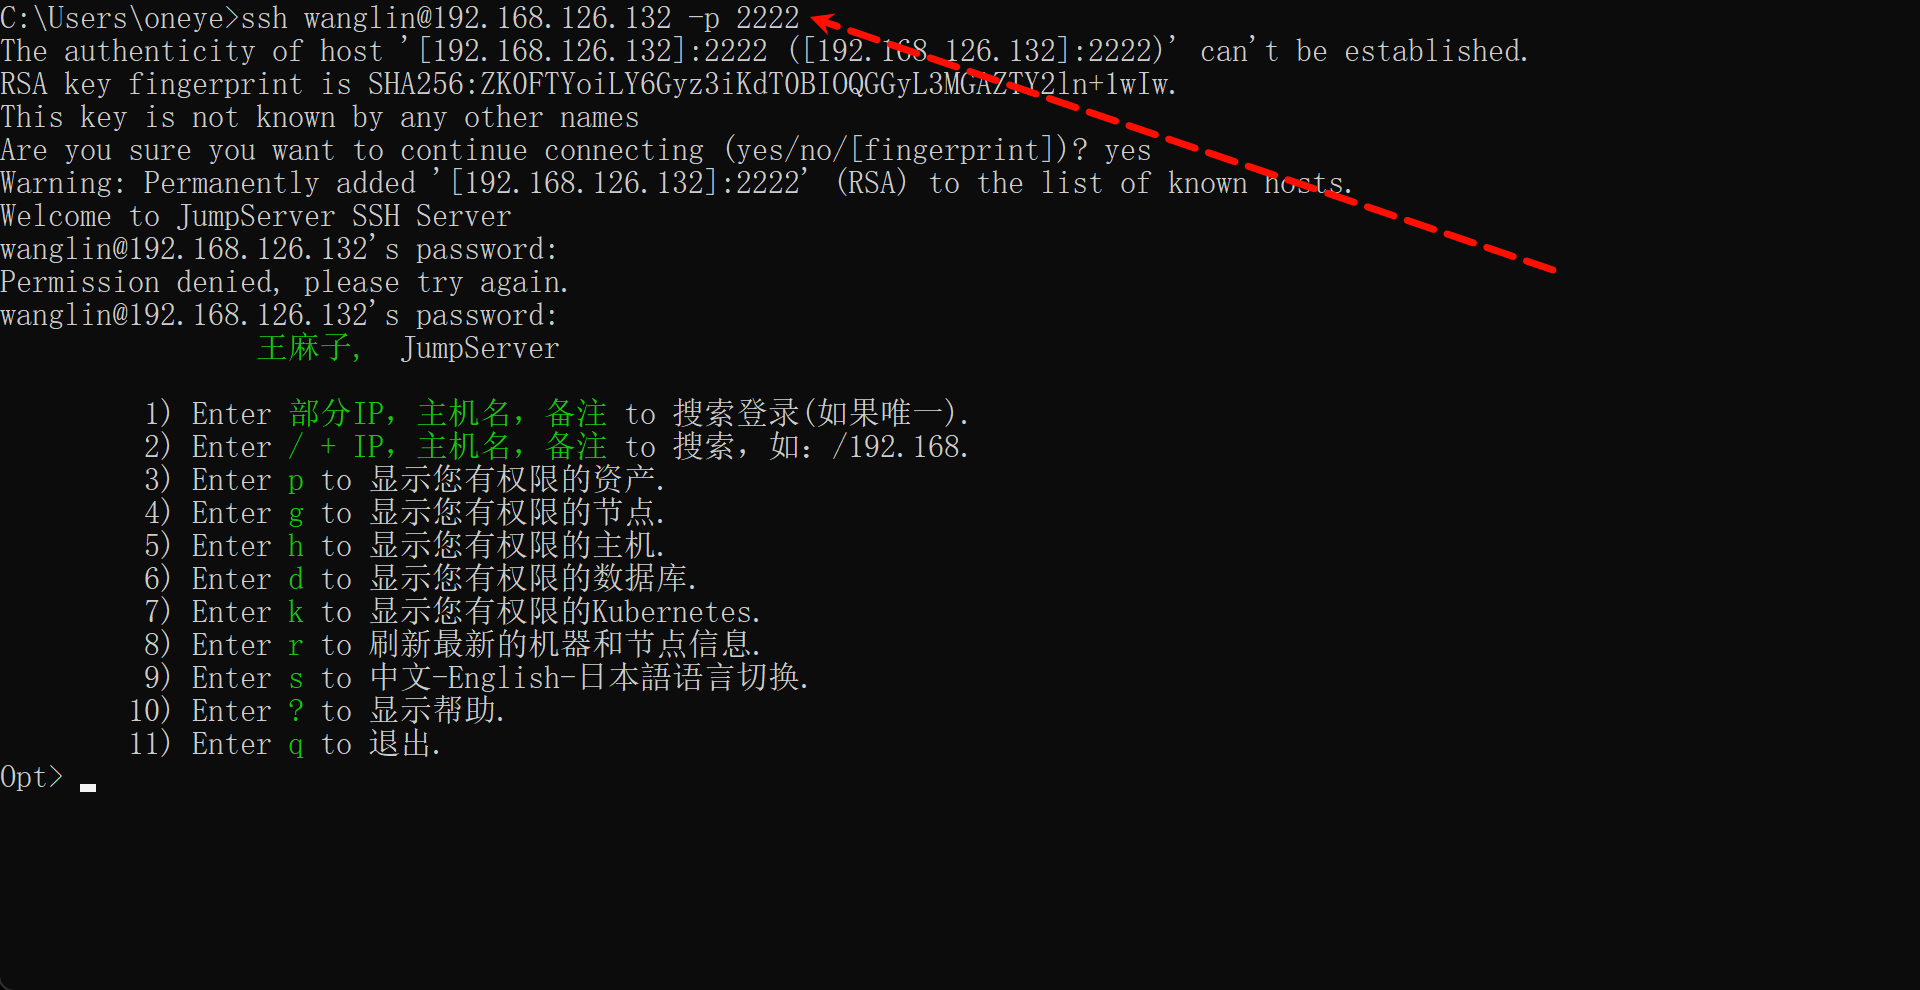 C:\Users\oneye>ssh wanglin@192.168.126.132 -p 2222
The authenticity of host '[192.168.126.132]:2222 ([192.168.126.132]:2222)' can't be established.
RSA key fingerprint is SHA256:ZKOFTYoiLY6Gyz3iKdTOBIOQGGyL3MGAZTY2ln+1wIw.
This key is not known by any other names
Are you sure you want to continue connecting (yes/no/[fingerprint])? yes
Warning: Permanently added '[192.168.126.132]:2222' (RSA) to the list of known hosts.
Welcome to JumpServer SSH Server
wanglin@192.168.126.132's password:
Permission denied, please try again.
wanglin@192.168.126.132's password:
王麻子,  JumpServer
1) Enter 部分IP, 主机名, 备注 to 搜索登录(如果唯一).
2) Enter / + IP, 主机名, 备注 to 搜索, 如: /192.168.
3) Enter p to 显示您有权限的资产.
4) Enter g to 显示您有权限的节点.
5) Enter h to 显示您有权限的主机.
6) Enter d to 显示您有权限的数据库.
7) Enter k to 显示您有权限的Kubernetes.
8) Enter r to 刷新最新的机器和节点信息.
9) Enter s to 中文-English-日本語语言切换.
10) Enter ? to 显示帮助.
11) Enter q to 退出.
Opt>